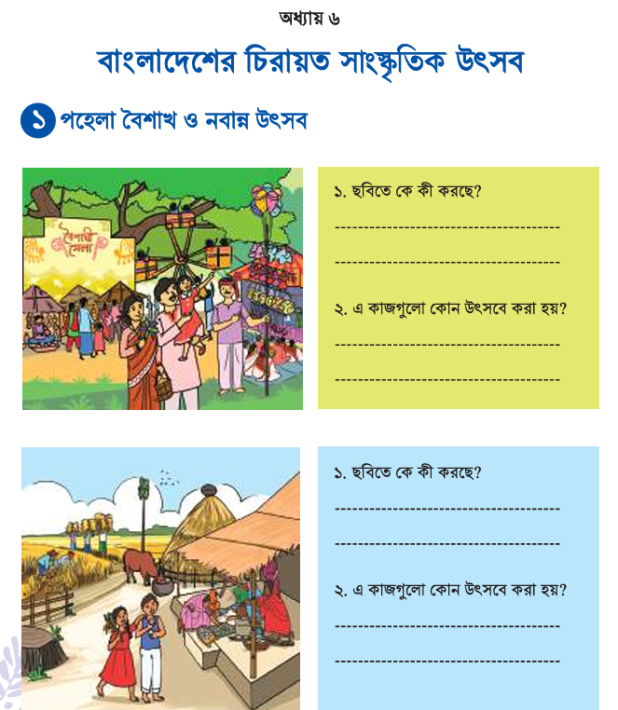 অধ্যায় ৬
বাংলাদেশের চিরায়ত সাংস্কৃতিক উৎসব
১ পহেলা বৈশাখ ও নবান্ন উৎসব
বৈশাখী
মেলা
১. ছবিতে কে কী করছে?
২. এ কাজগুলো কোন উৎসবে করা হয়?
১. ছবিতে কে কী করছে?
২. এ কাজগুলো কোন উৎসবে করা হয়?